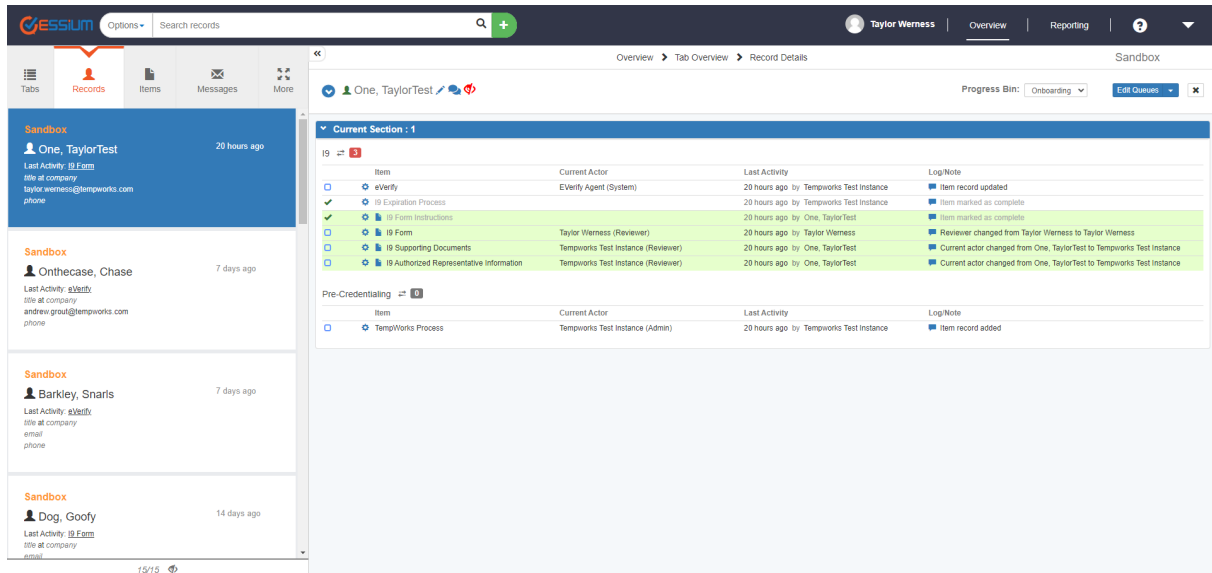 ESSIUM Options Search records + Taylor Werness Overview Reporting ?
Tabs Records Items Messages More
« Overview > Tab Overview > Record Details Sandbox
One, TaylorTest Progress Bin: Onboarding Edit Queues
Sandbox
One, TaylorTest 20 hours ago
Last Activity: I9 Form
title at company
taylor.werness@tempworks.com
phone
Sandbox
Onthecase, Chase 7 days ago
Last Activity: eVerify
title at company
andrew.grout@tempworks.com
phone
Sandbox
Barkley, Snarls 7 days ago
Last Activity: eVerify
title at company
email
phone
Sandbox
Dog, Goofy 14 days ago
Last Activity: I9 Form
title at company
email
15/15
Current Section : 1
I9 3
Item Current Actor Last Activity Log/Note
eVerify EVerify Agent (System) 20 hours ago by Tempworks Test Instance Item record updated
I9 Expiration Process 20 hours ago by Tempworks Test Instance Item marked as complete
I9 Form Instructions 20 hours ago by One, TaylorTest Item marked as complete
I9 Form Taylor Werness (Reviewer) 20 hours ago by Taylor Werness Reviewer changed from Taylor Werness to Taylor Werness
I9 Supporting Documents Tempworks Test Instance (Reviewer) 20 hours ago by One, TaylorTest Current actor changed from One, TaylorTest to Tempworks Test Instance
I9 Authorized Representative Information Tempworks Test Instance (Reviewer) 20 hours ago by One, TaylorTest Current actor changed from One, TaylorTest to Tempworks Test Instance
Pre-Credentialing 0
Item Current Actor Last Activity Log/Note
TempWorks Process Tempworks Test Instance (Admin) 20 hours ago by Tempworks Test Instance Item record added